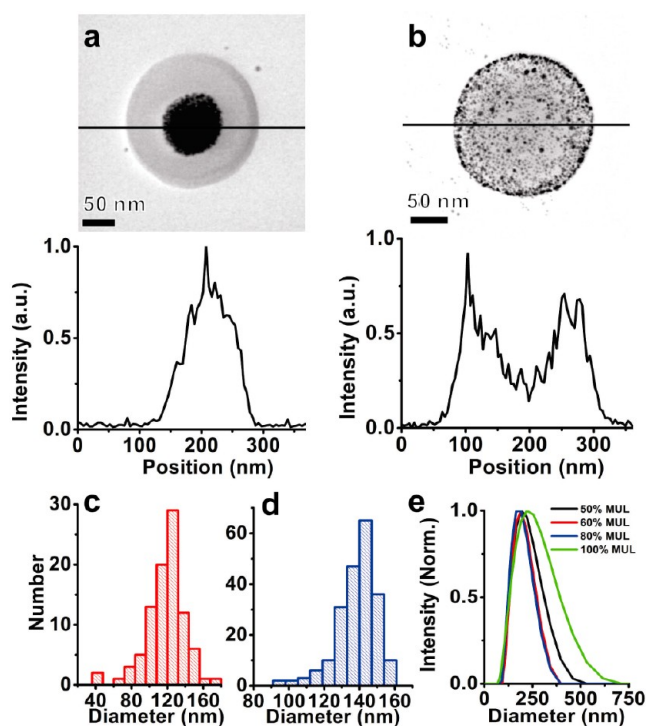 a
b
50 nm
50 nm
1.0
0.5
0.0
Intensity (a.u.)
0 100 200 300
Position (nm)
1.0
0.5
0.0
Intensity (a.u.)
0 100 200 300
Position (nm)
c
30
20
10
0
Number
40 80 120 160
Diameter (nm)
d
60
40
20
0
80 100 120 140 160
Diameter (nm)
e
1.0
0.5
0.0
Intensity (Norm.)
50% MUL
60% MUL
80% MUL
100% MUL
0 250 500 750
Diameter (nm)